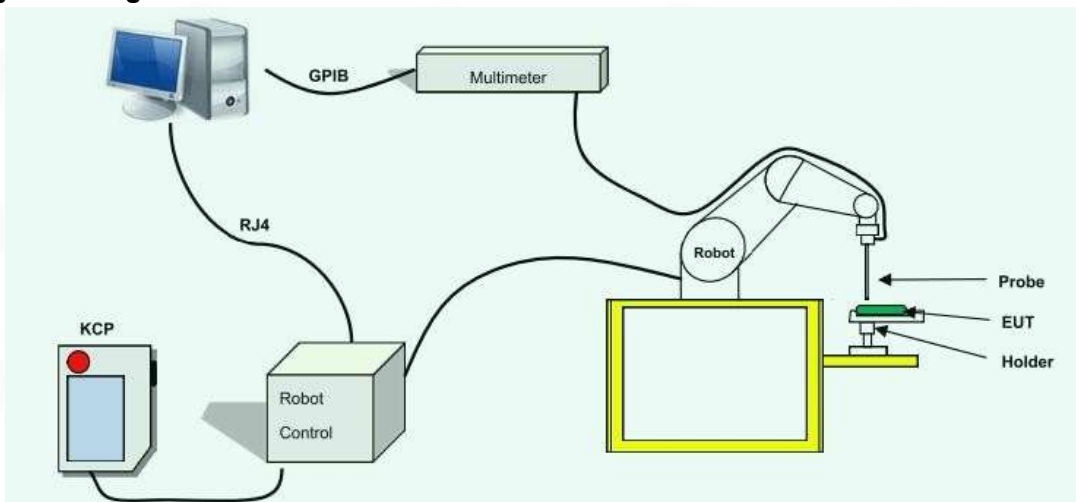 GPIB
Multimeter
RJ4
Robot
Probe
EUT
Holder
KCP
Robot
Control